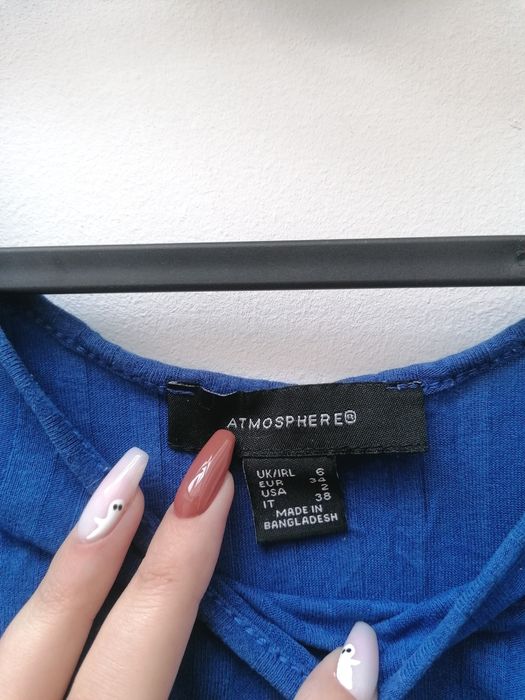 ATMOSPHERE®
UK/IRL 6
EUR 34
USA 2
IT 38
MADE IN
BANGLADESH